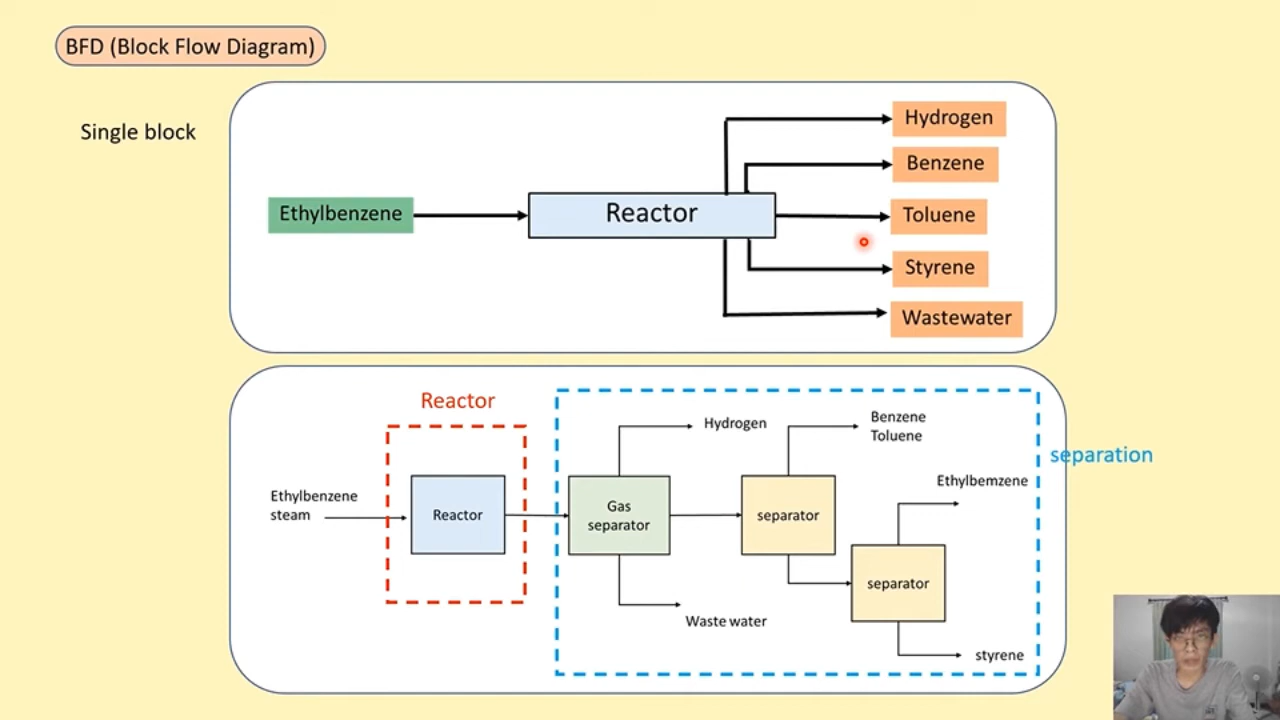 BFD (Block Flow Diagram)
Single block
Hydrogen
Benzene
Ethylbenzene
Reactor
Toluene
Styrene
Wastewater
Reactor
Hydrogen
Benzene
Toluene
separation
Ethylbemzene
Ethylbenzene
steam
Reactor
Gas
separator
separator
separator
Waste water
styrene